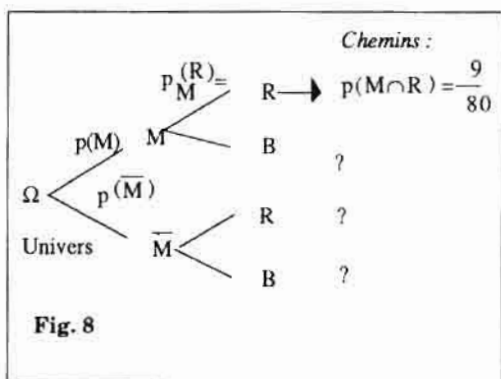 Chemins :
p_M(R)= R → p(M∩R) = 9/80
p(M) M B ?
Ω p(M̅)
Univers M̅ R ?
B ?
Fig. 8